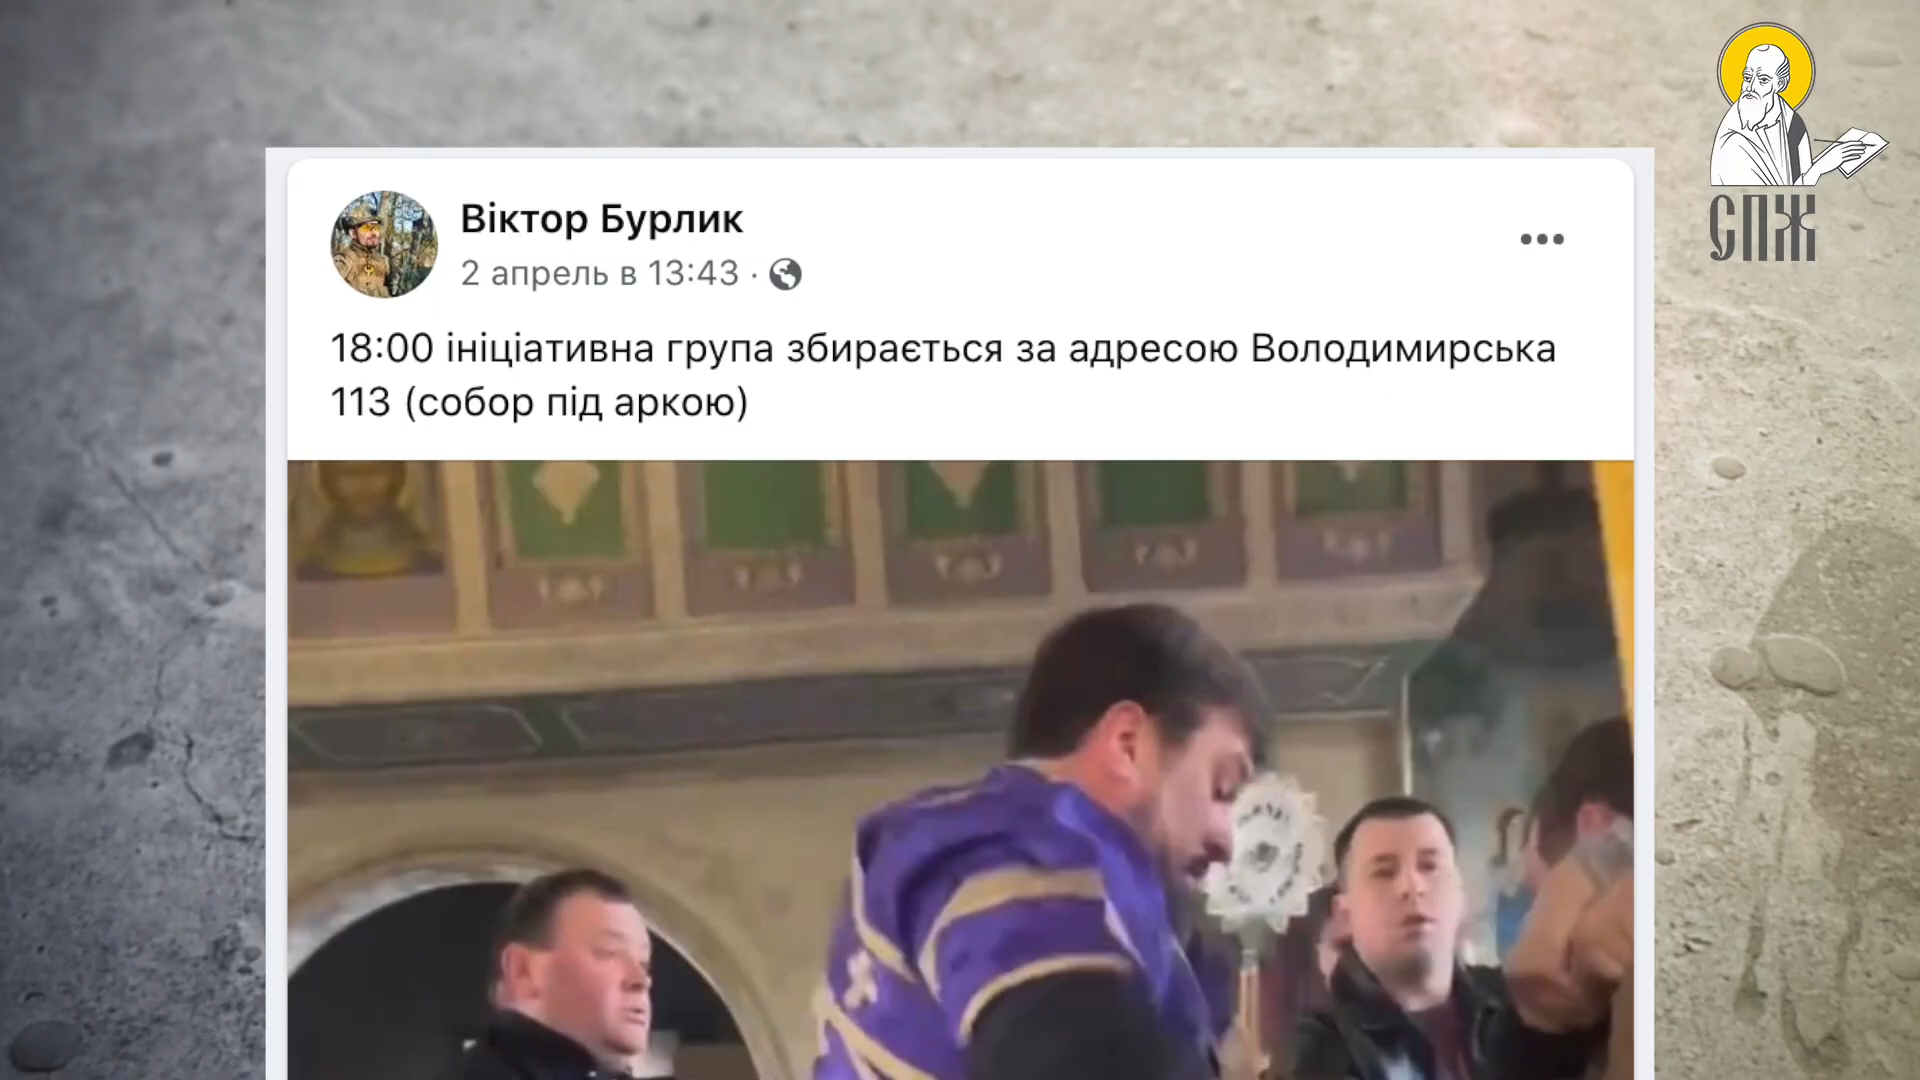 СПЖ
Віктор Бурлик
2 апрель в 13:43 ·
18:00 ініціативна група збирається за адресою Володимирська
113 (собор під аркою)